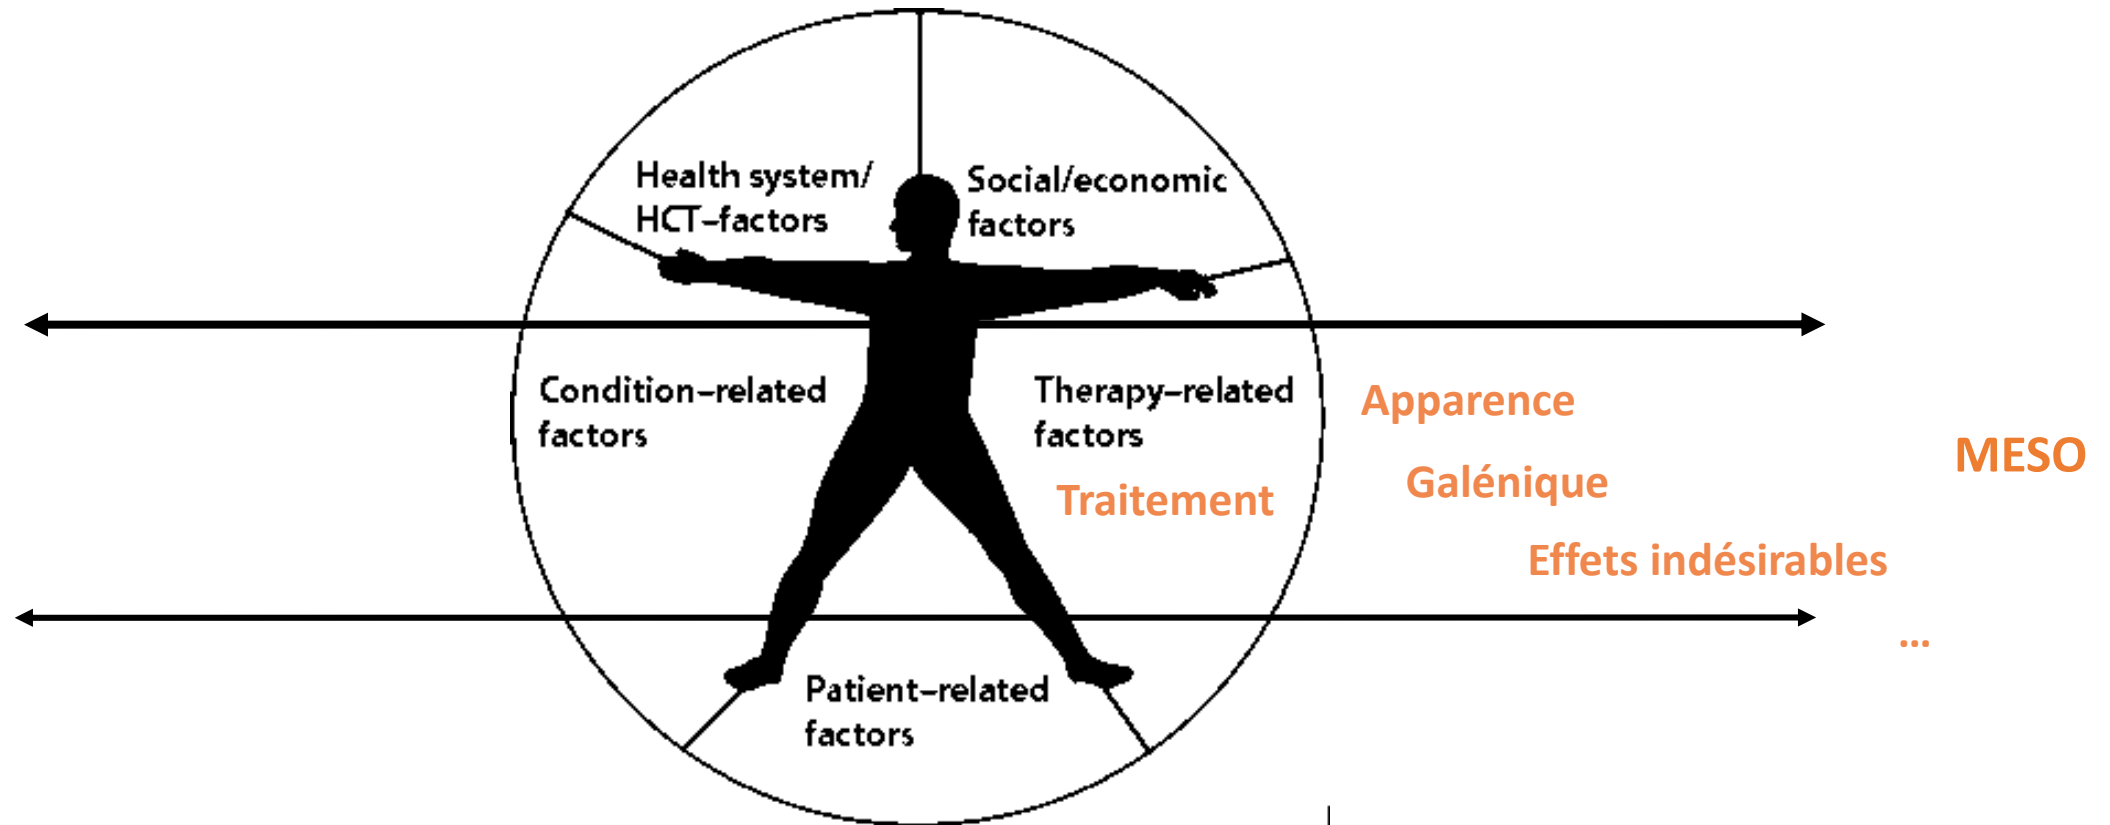 Health system/
HCT–factors
Social/economic
factors
Condition–related
factors
Therapy–related
factors
Traitement
Apparence
Galénique
Effets indésirables
...
MESO
Patient–related
factors